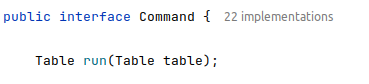 public interface Command {  22 implementations
Table run(Table table);